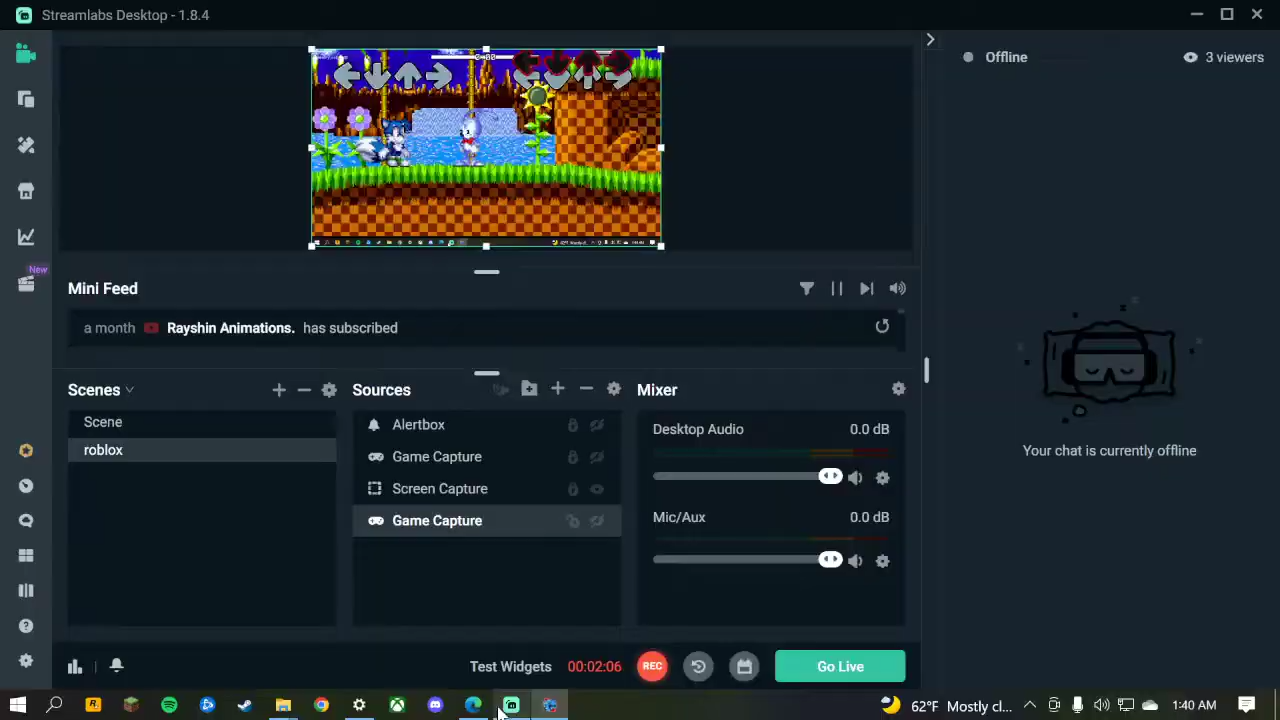 Streamlabs Desktop - 1.8.4
Offline
3 viewers
New
Mini Feed
a month Rayshin Animations. has subscribed
Scenes
Sources
Mixer
Scene
roblox
Alertbox
Game Capture
Screen Capture
Game Capture
Desktop Audio 0.0 dB
Mic/Aux 0.0 dB
Your chat is currently offline
Test Widgets 00:02:06 REC Go Live
62°F Mostly cl... 1:40 AM